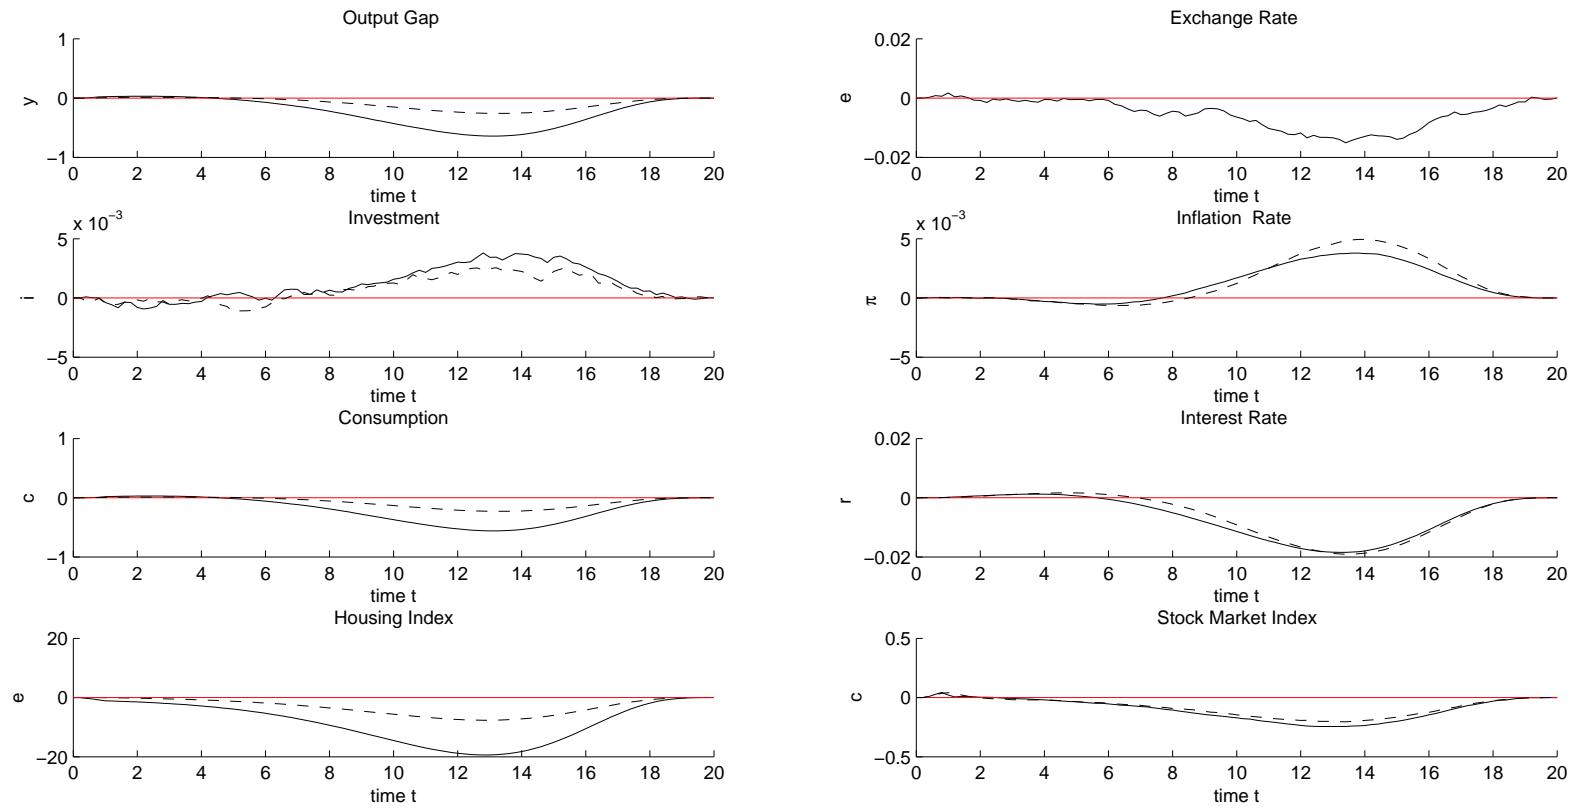 Output Gap
1
0
−1
y
0 2 4 6 8 10 12 14 16 18 20
time t
Exchange Rate
0.02
0
−0.02
e
0 2 4 6 8 10 12 14 16 18 20
time t
Investment
x 10−3
5
0
−5
i
0 2 4 6 8 10 12 14 16 18 20
time t
Inflation Rate
x 10−3
5
0
−5
π
0 2 4 6 8 10 12 14 16 18 20
time t
Consumption
1
0
−1
c
0 2 4 6 8 10 12 14 16 18 20
time t
Interest Rate
0.02
0
−0.02
r
0 2 4 6 8 10 12 14 16 18 20
time t
Housing Index
20
0
−20
e
0 2 4 6 8 10 12 14 16 18 20
time t
Stock Market Index
0.5
0
−0.5
c
0 2 4 6 8 10 12 14 16 18 20
time t